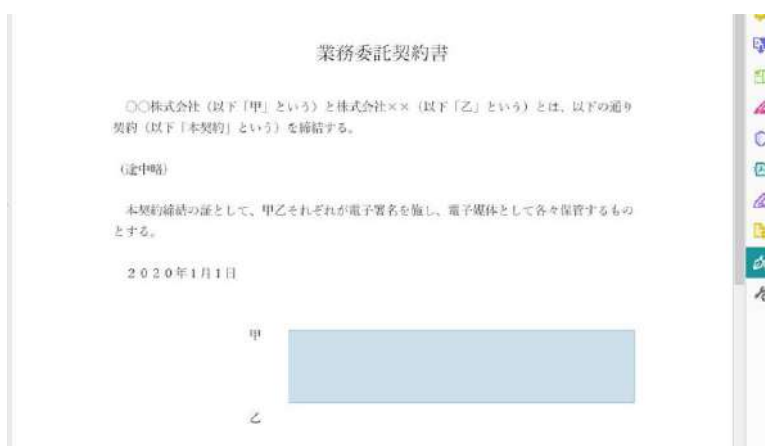 業務委託契約書
○○株式会社（以下「甲」という）と株式会社××（以下「乙」という）とは、以下の通り
契約（以下「本契約」という）を締結する。
（途中略）
本契約締結の証として、甲乙それぞれが電子署名を施し、電子媒体として各々保管するもの
とする。
２０２０年１月１日
甲
乙